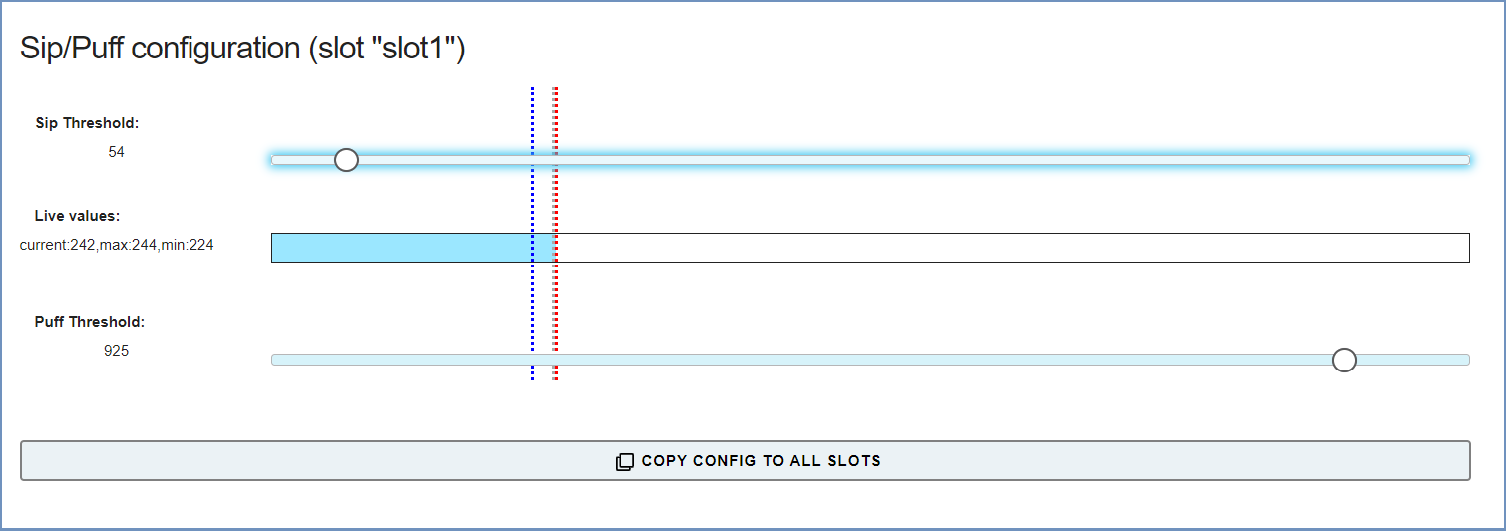 Sip/Puff configuration (slot "slot1")
Sip Threshold:
54
Live values:
current:242,max:244,min:224
Puff Threshold:
925
COPY CONFIG TO ALL SLOTS